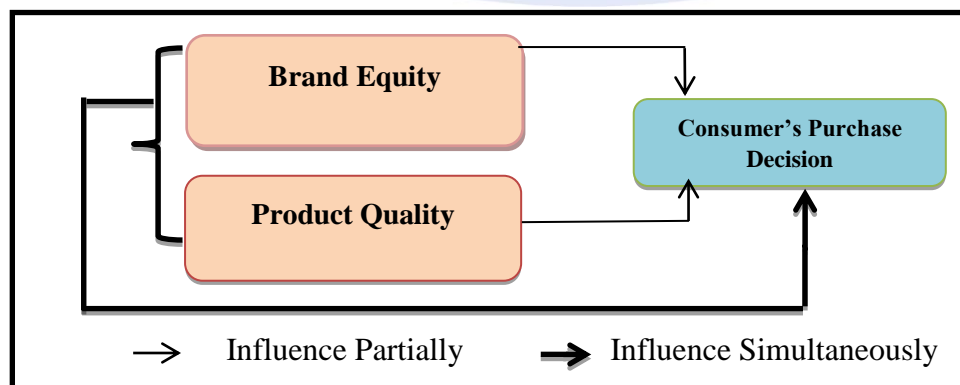 Brand Equity
Consumer’s Purchase
Decision
Product Quality
Influence Partially
Influence Simultaneously